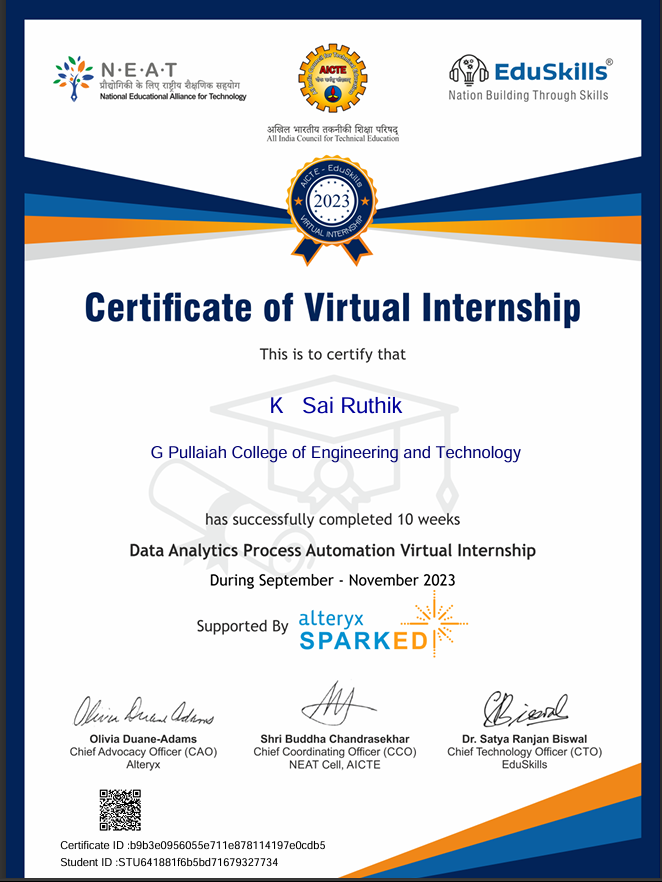 N·E·A·T
प्रौद्योगिकी के लिए राष्ट्रीय शैक्षणिक सहयोग
National Educational Alliance for Technology
AICTE
अखिल भारतीय तकनीकी शिक्षा परिषद्
All India Council for Technical Education
EduSkills®
Nation Building Through Skills
AICTE - EduSkills
2023
VIRTUAL INTERNSHIP
Certificate of Virtual Internship
This is to certify that
K Sai Ruthik
G Pullaiah College of Engineering and Technology
has successfully completed 10 weeks
Data Analytics Process Automation Virtual Internship
During September - November 2023
Supported By alteryx
SPARKED
Olivia Duane Adams
Biswal
Olivia Duane-Adams
Chief Advocacy Officer (CAO)
Alteryx
Shri Buddha Chandrasekhar
Chief Coordinating Officer (CCO)
NEAT Cell, AICTE
Dr. Satya Ranjan Biswal
Chief Technology Officer (CTO)
EduSkills
Certificate ID :b9b3e0956055e711e878114197e0cdb5
Student ID :STU641881f6b5bd71679327734